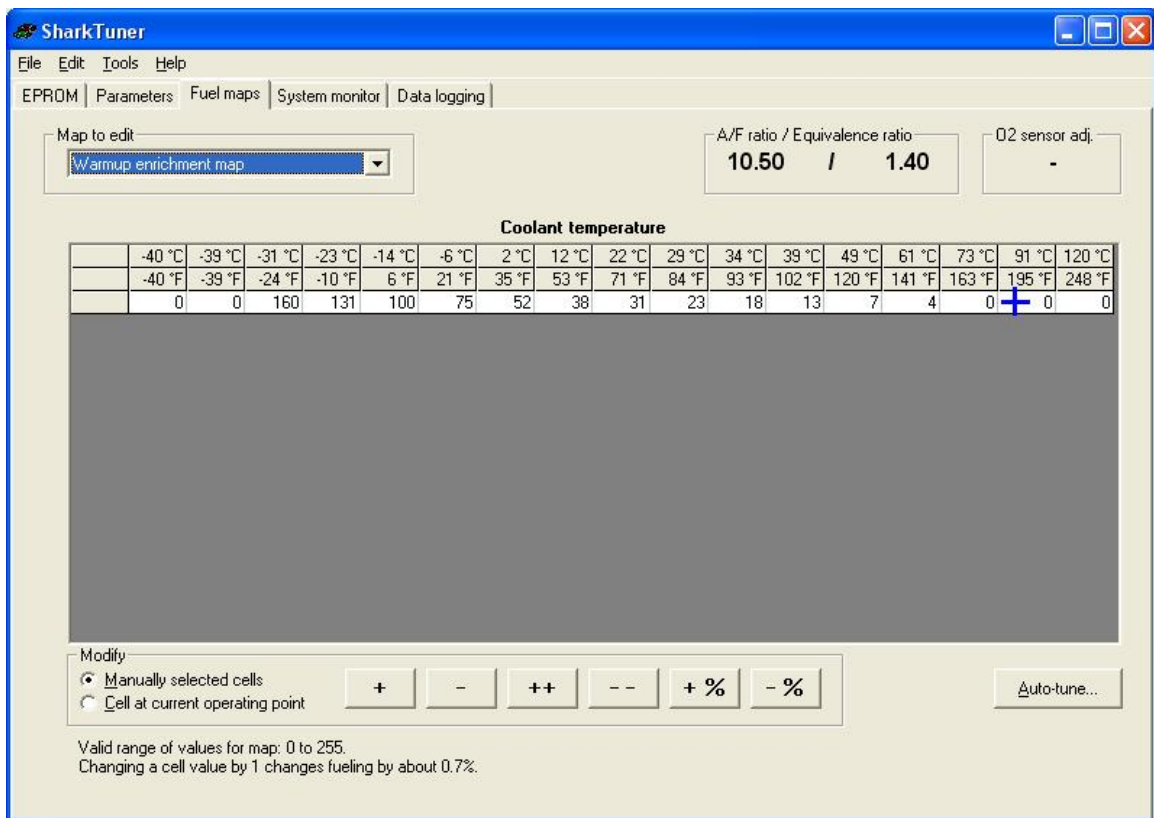 SharkTuner
File Edit Tools Help
EPROM Parameters Fuel maps System monitor Data logging
Map to edit
Warmup enrichment map
A/F ratio / Equivalence ratio
10.50 / 1.40
O2 sensor adj.
-
Coolant temperature
-40 °C -39 °C -31 °C -23 °C -14 °C -6 °C 2 °C 12 °C 22 °C 29 °C 34 °C 39 °C 49 °C 61 °C 73 °C 91 °C 120 °C
-40 °F -39 °F -24 °F -10 °F 6 °F 21 °F 35 °F 53 °F 71 °F 84 °F 93 °F 102 °F 120 °F 141 °F 163 °F 195 °F 248 °F
0 0 160 131 100 75 52 38 31 23 18 13 7 4 0 0 0
Modify
Manually selected cells
Cell at current operating point
+ - ++ -- +% -%
Auto-tune...
Valid range of values for map: 0 to 255.
Changing a cell value by 1 changes fueling by about 0.7%.